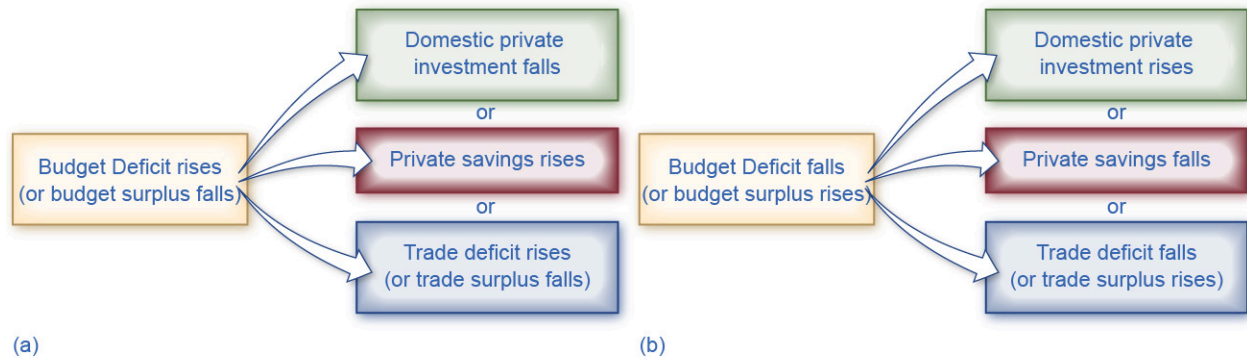 Budget Deficit rises
(or budget surplus falls)
Domestic private
investment falls
or
Private savings rises
or
Trade deficit rises
(or trade surplus falls)
(a)
Budget Deficit falls
(or budget surplus rises)
Domestic private
investment rises
or
Private savings falls
or
Trade deficit falls
(or trade surplus rises)
(b)